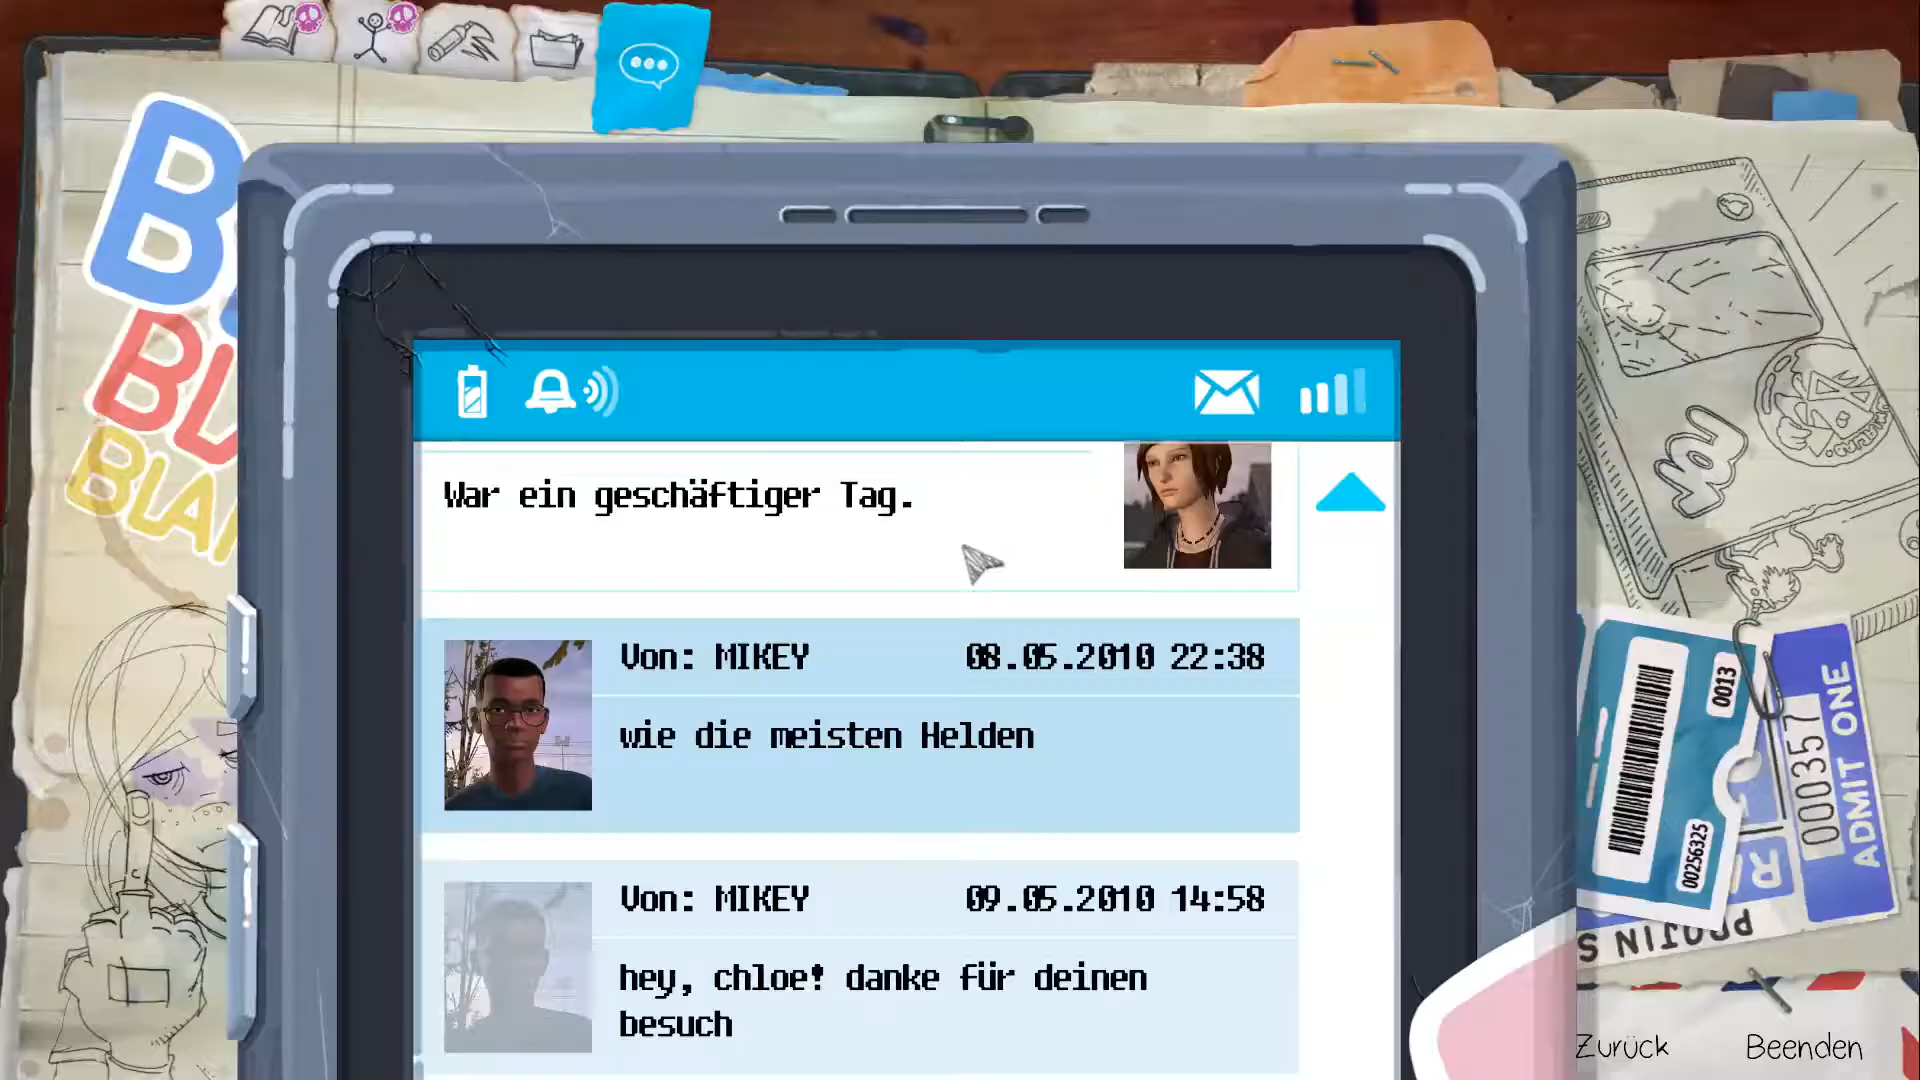 War ein geschäftiger Tag.
Von: MIKEY 08.05.2010 22:38
wie die meisten Helden
Von: MIKEY 09.05.2010 14:58
hey, chloe! danke für deinen
besuch
0013
00256325
000357
ADMIT ONE
Zurück Beenden